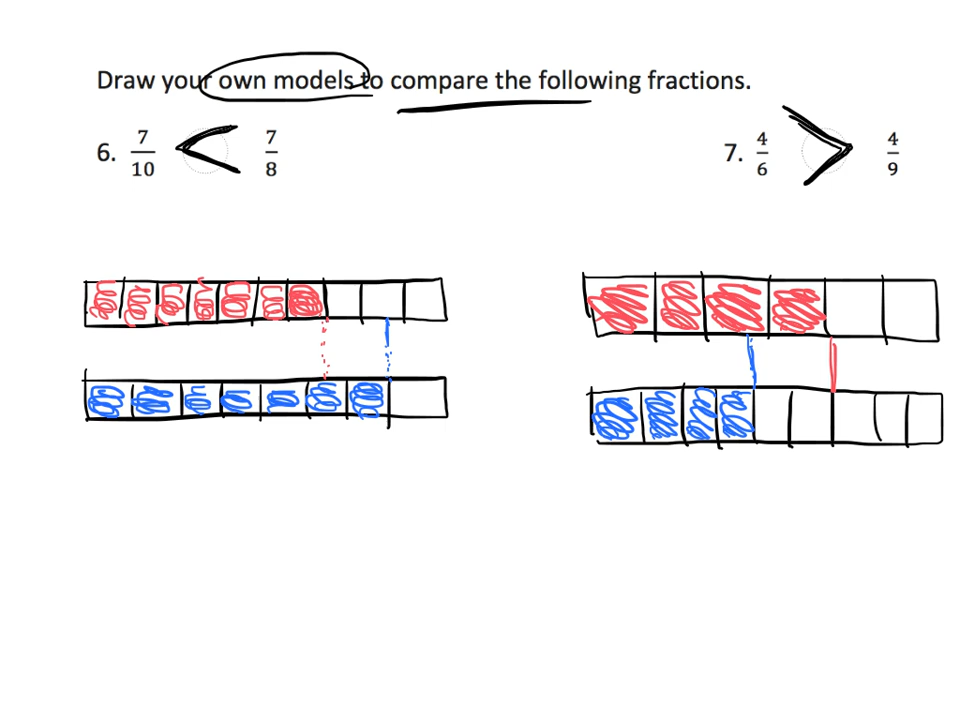 Draw your own models to compare the following fractions.
6. 7/10 < 7/8
7. 4/6 > 4/9